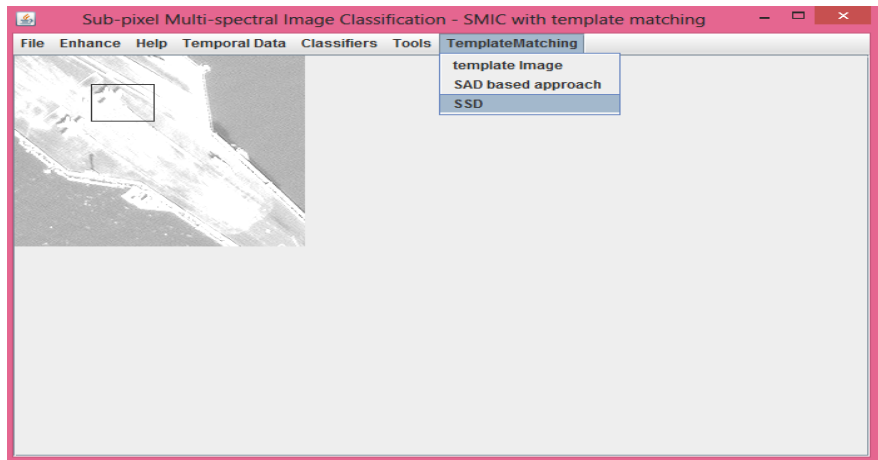 Sub-pixel Multi-spectral Image Classification - SMIC with template matching
File Enhance Help Temporal Data Classifiers Tools TemplateMatching
template Image
SAD based approach
SSD